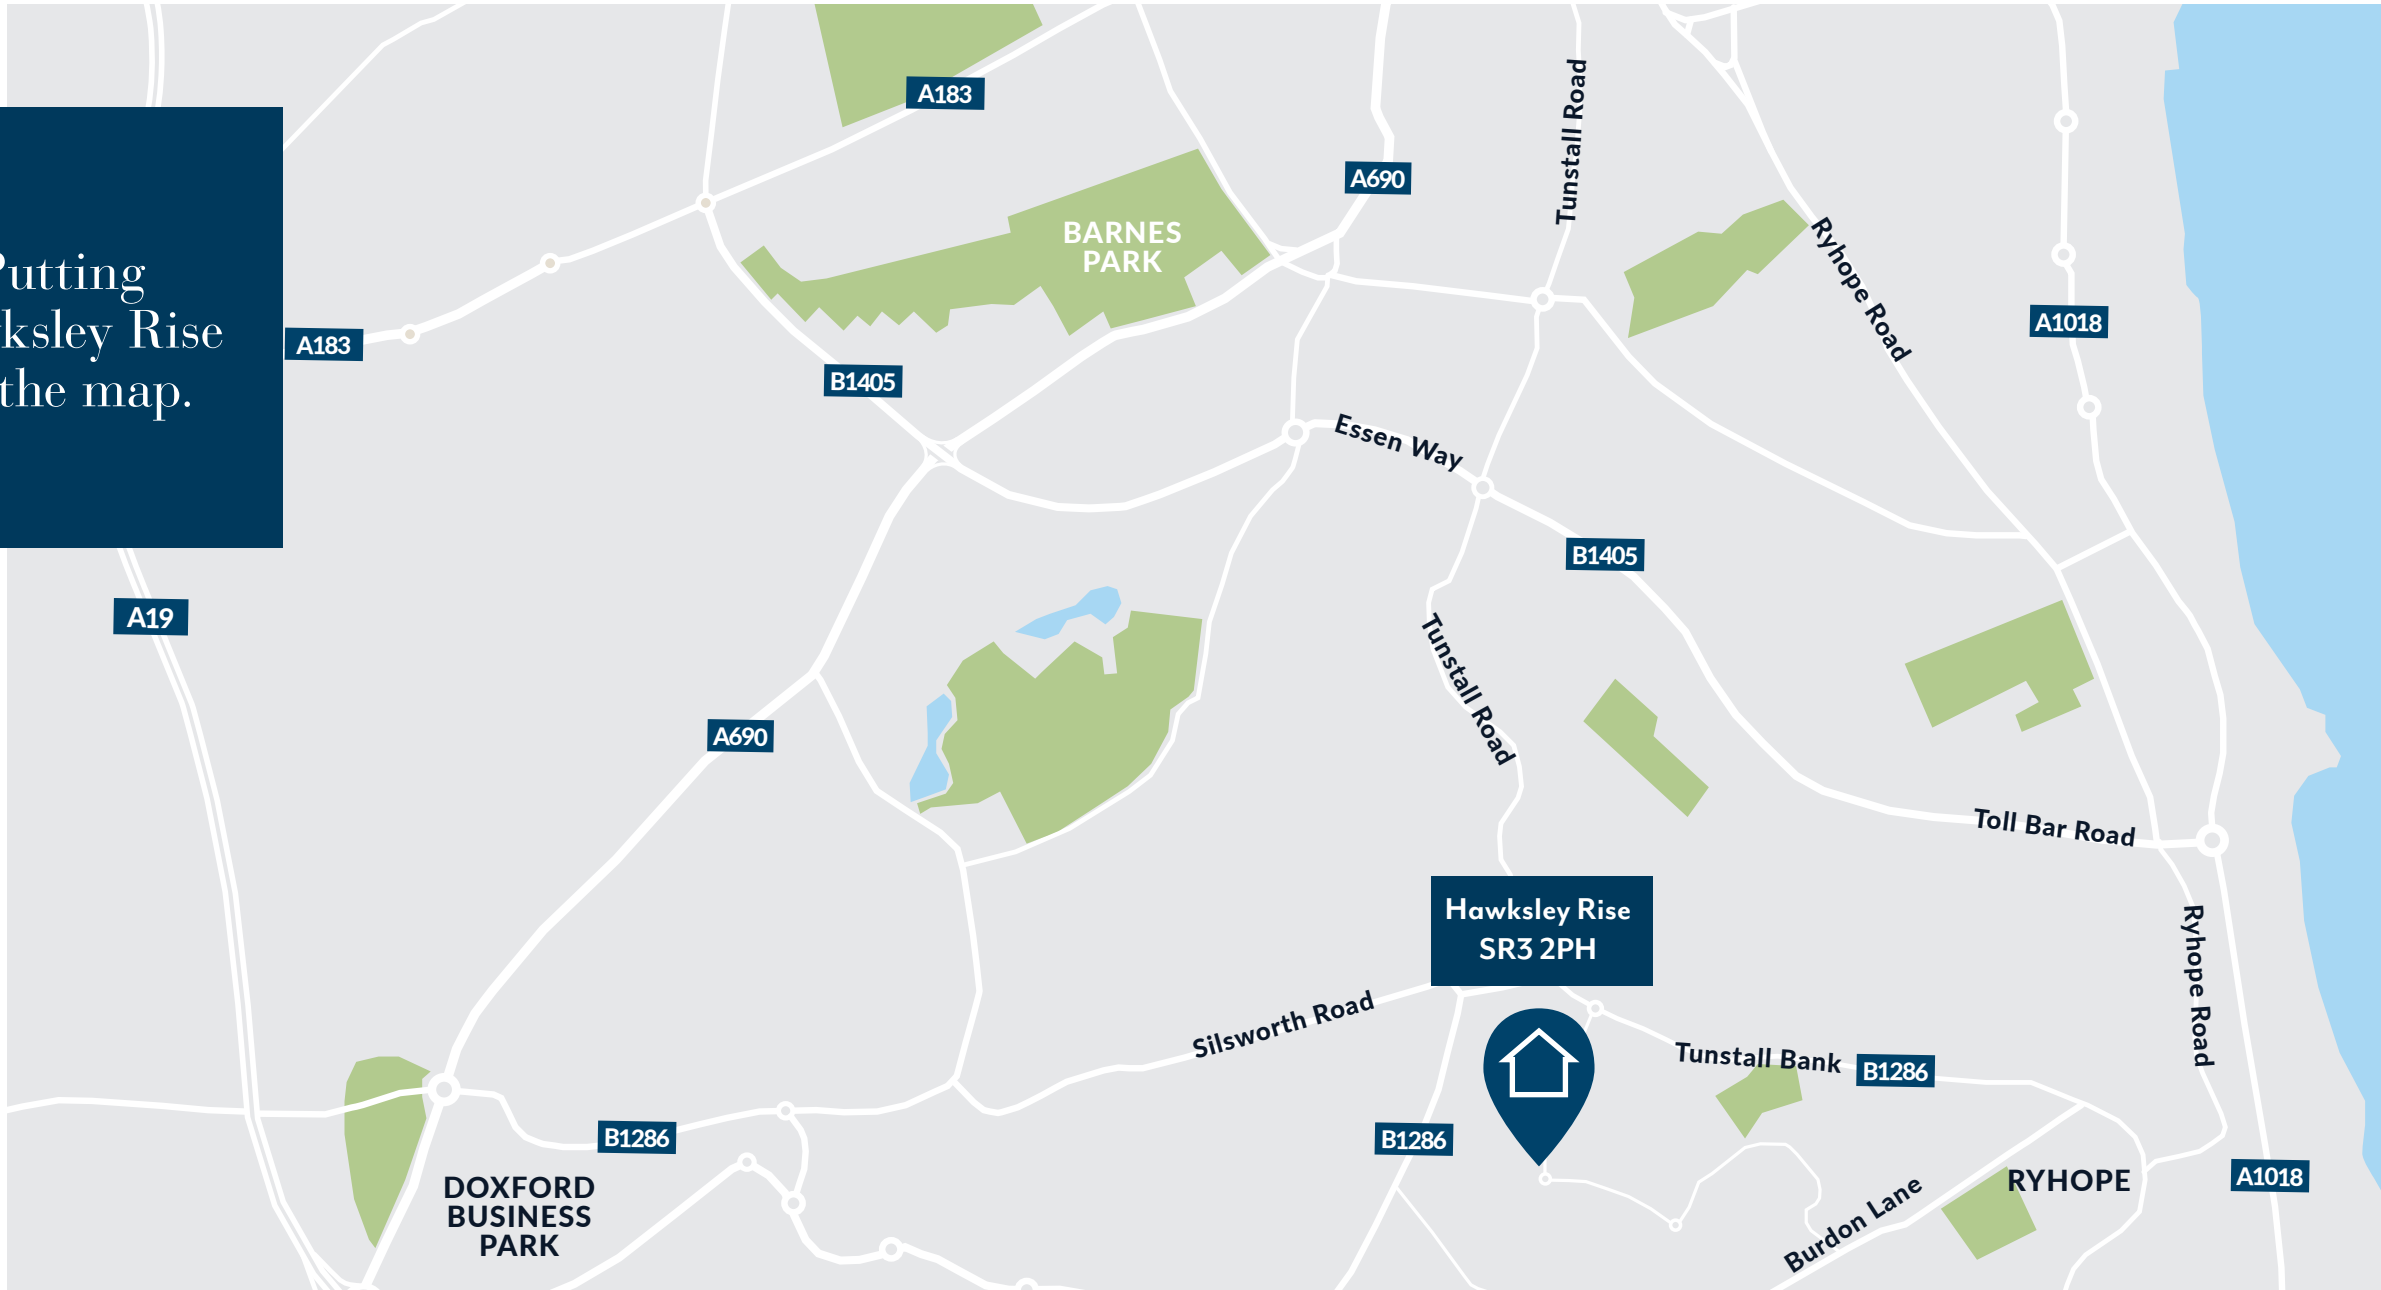 A183
A690
Tunstall Road
BARNES
PARK
Ryhope Road
utting
ksley Rise
the map.
A183
A1018
B1405
Essen Way
B1405
A19
Tunstall Road
A690
Toll Bar Road
Hawksley Rise
SR3 2PH
Ryhope Road
Silsworth Road
Tunstall Bank
B1286
B1286
B1286
DOXFORD
BUSINESS
PARK
RYHOPE
A1018
Burdon Lane